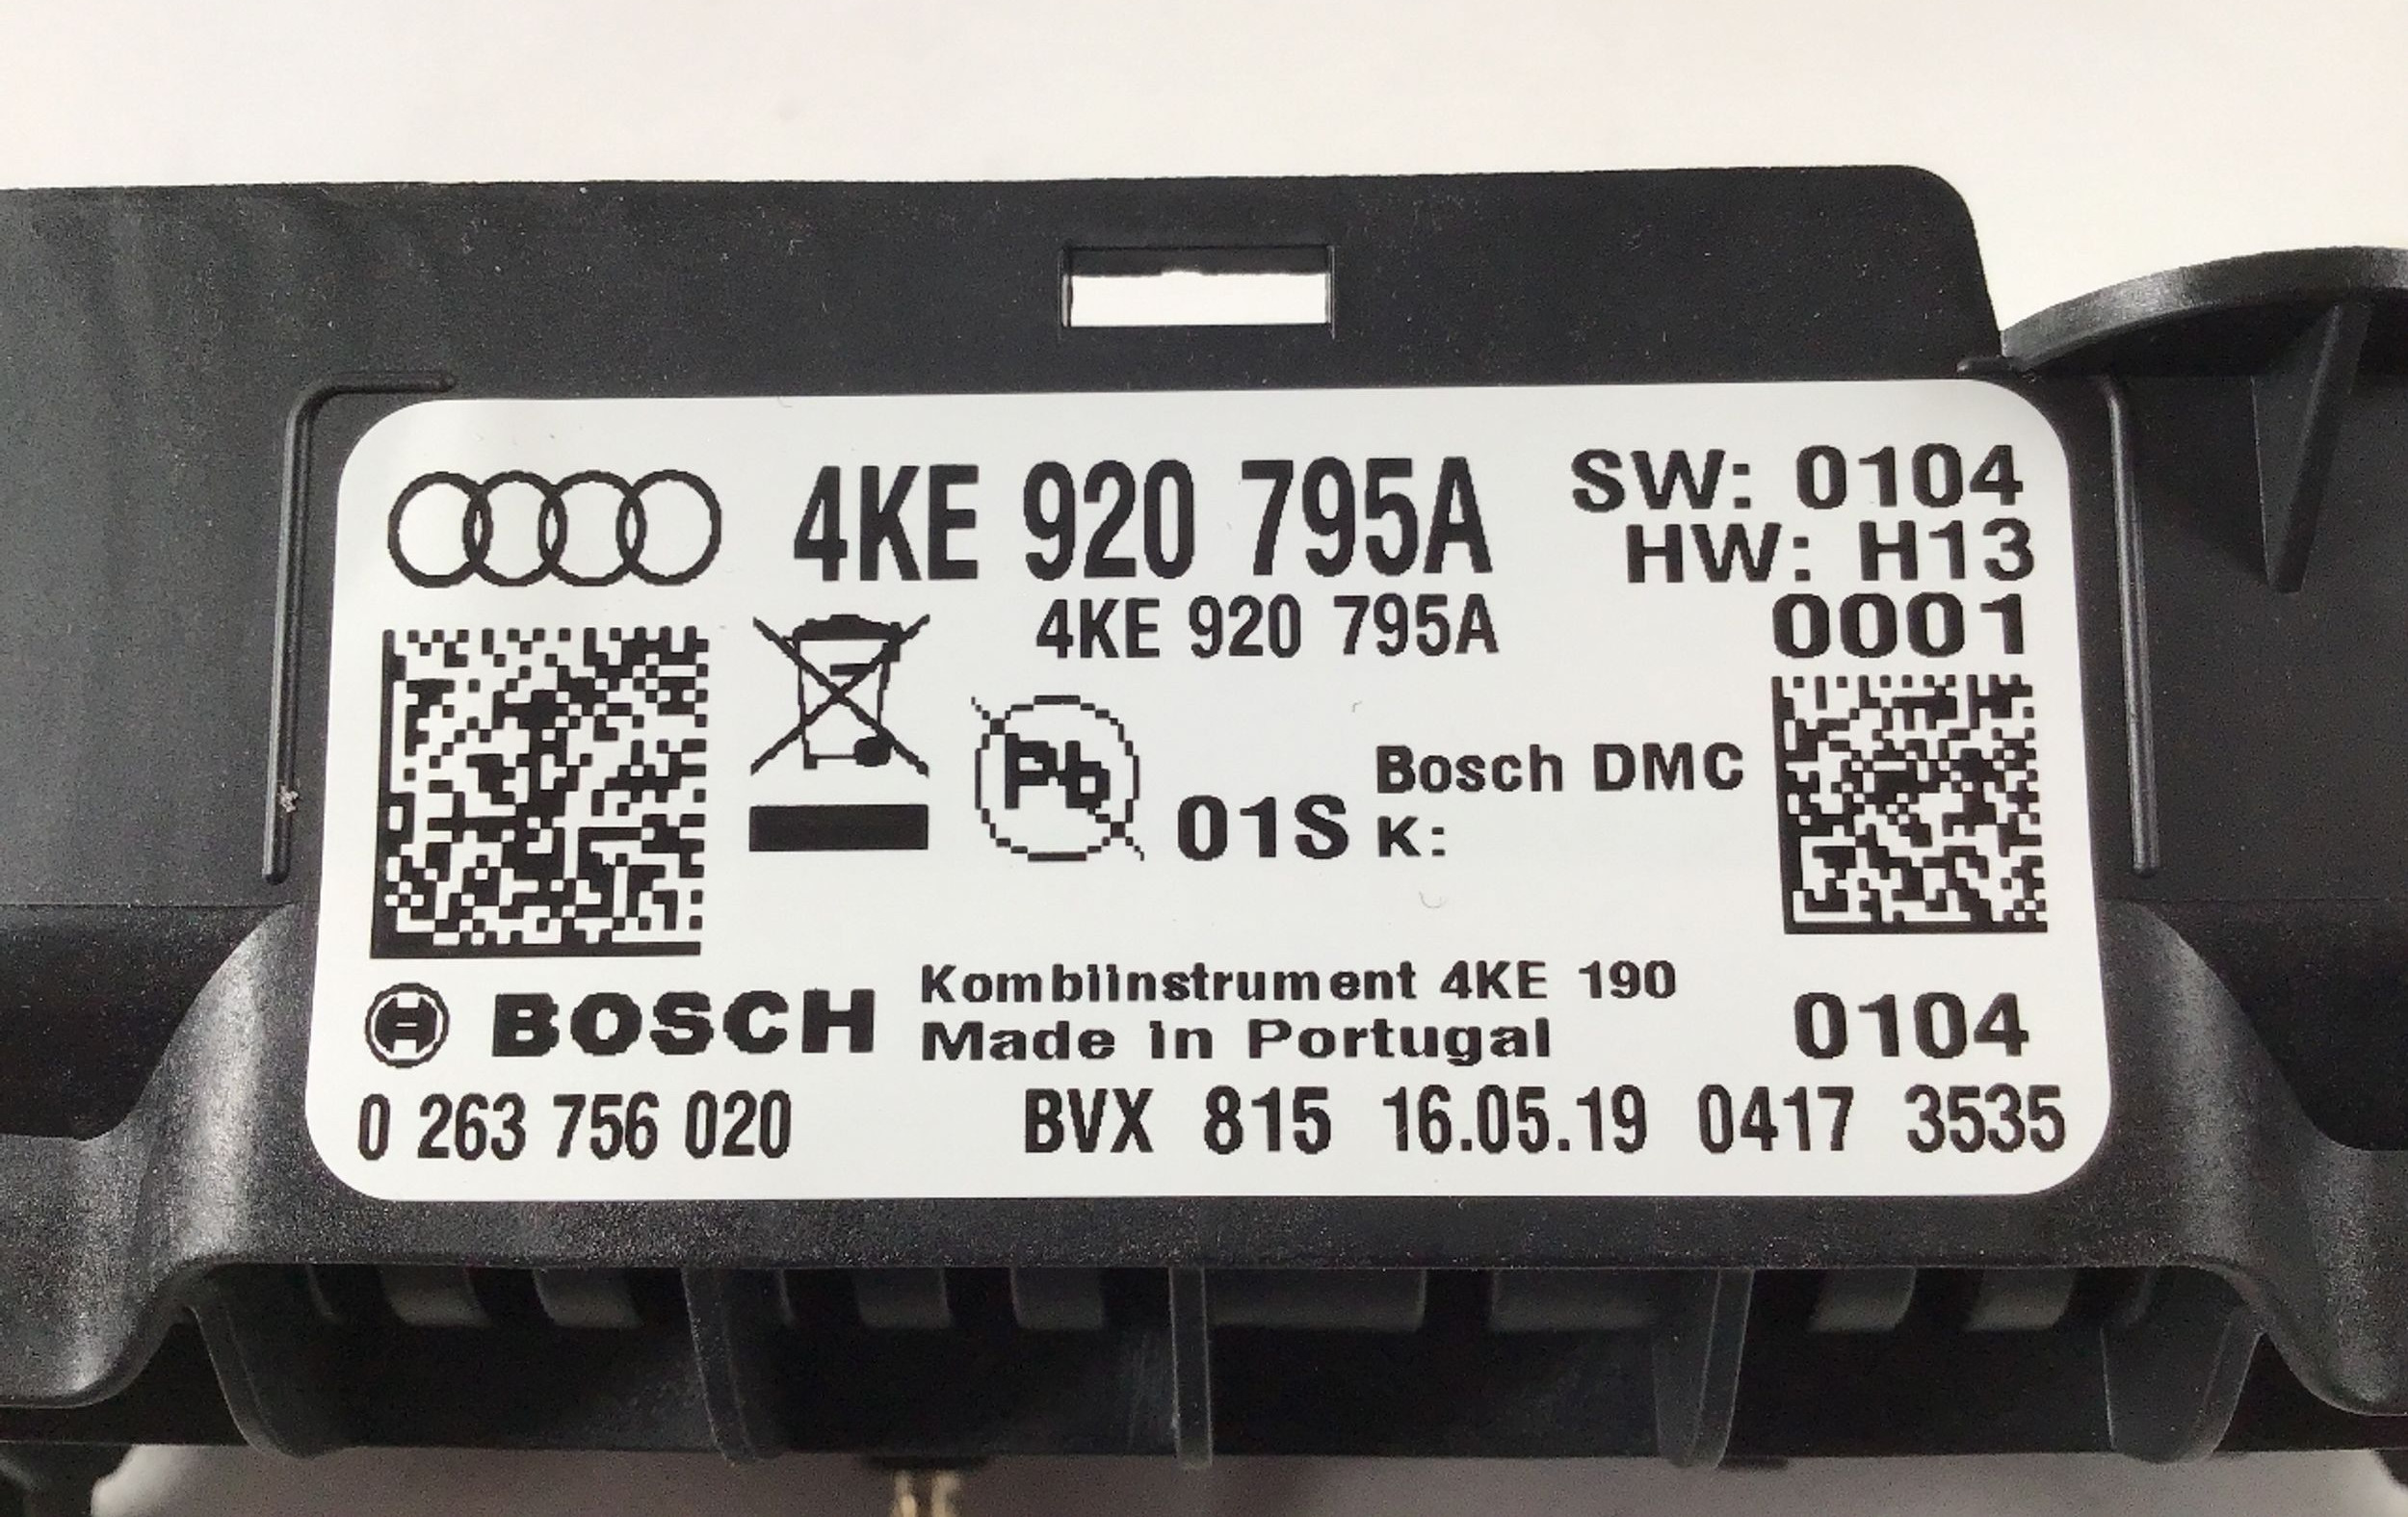 4KE 920 795A
SW: 0104
HW: H13
4KE 920 795A
0001
Pb
01S
Bosch DMC
K:
BOSCH
Kombiinstrument 4KE 190
Made in Portugal
0104
0 263 756 020
BVX 815 16.05.19 0417 3535